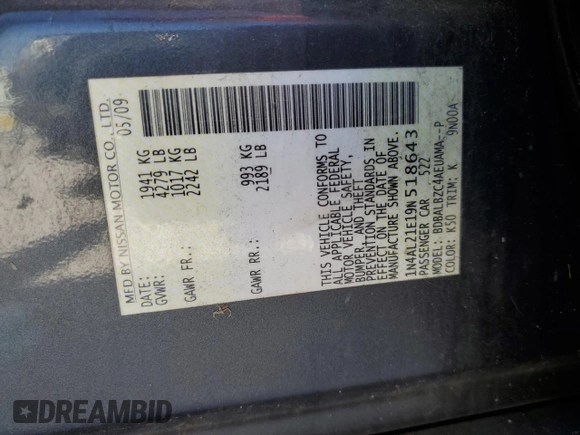 MFD BY NISSAN MOTOR CO., LTD.
DATE: 05/09
GVWR: 1941 KG
4279 LB
GAWR FR.: 1017 KG
2242 LB
GAWR RR.: 993 KG
2189 LB
THIS VEHICLE CONFORMS TO
ALL APPLICABLE FEDERAL
MOTOR VEHICLE SAFETY,
BUMPER, AND THEFT
PREVENTION STANDARDS IN
EFFECT ON THE DATE OF
MANUFACTURE SHOWN ABOVE.
1N4AL21E19N518643
PASSENGER CAR 522
MODEL: BDBALBZC4AEUAMA--P
COLOR: K50 TRIM: K 9N00A
DREAMBID